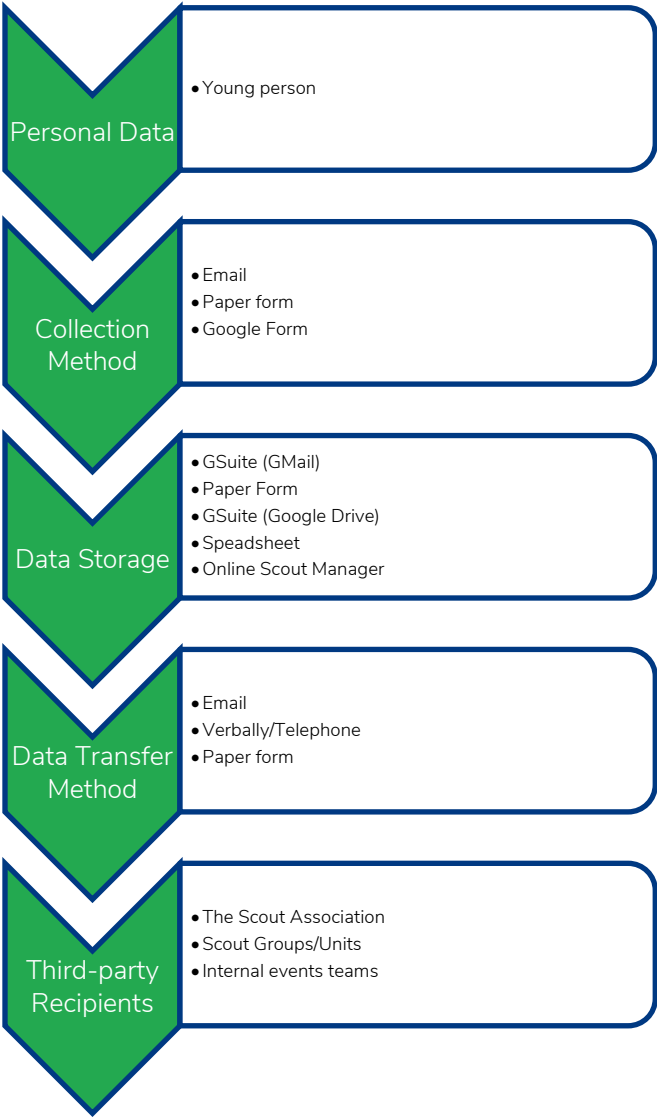 Personal Data
• Young person
Collection
Method
• Email
• Paper form
• Google Form
Data Storage
• GSuite (GMail)
• Paper Form
• GSuite (Google Drive)
• Speadsheet
• Online Scout Manager
Data Transfer
Method
• Email
• Verbally/Telephone
• Paper form
Third-party
Recipients
• The Scout Association
• Scout Groups/Units
• Internal events teams